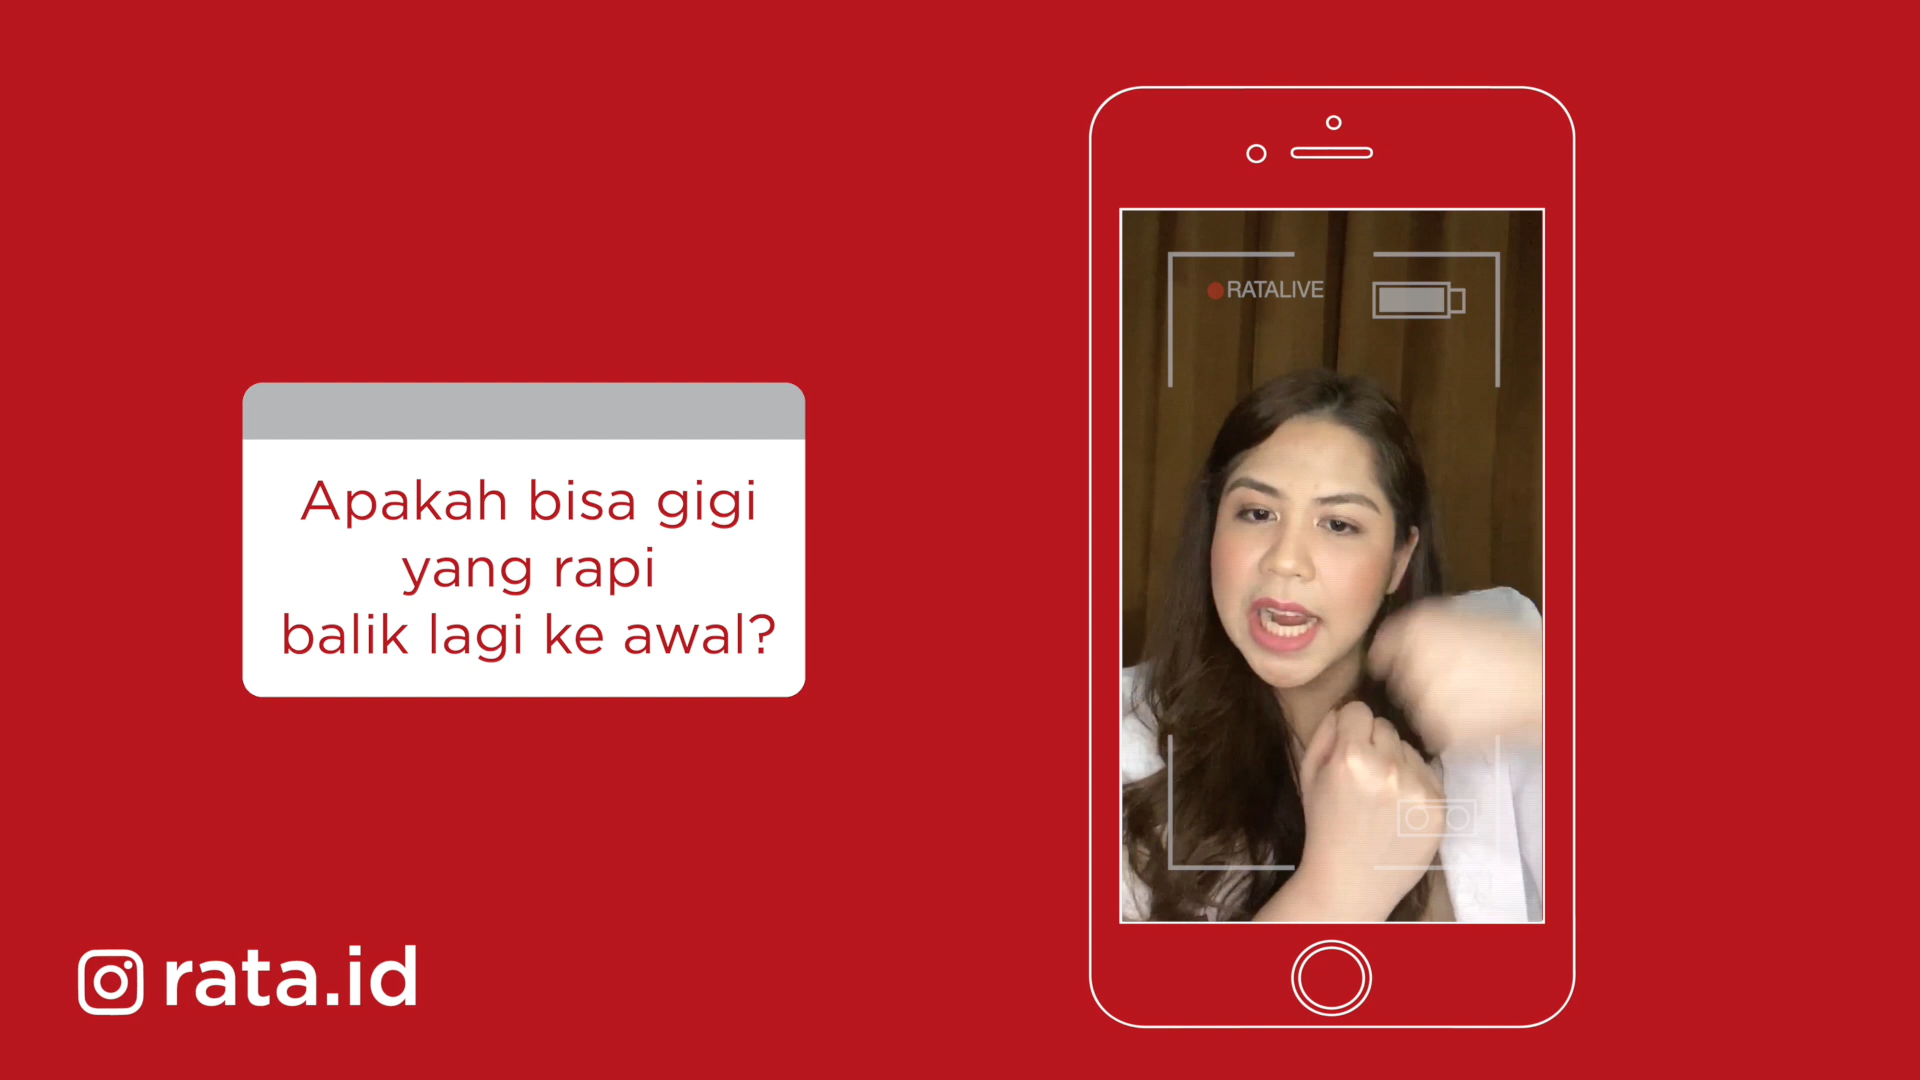 RATALIVE
Apakah bisa gigi
yang rapi
balik lagi ke awal?
rata.id